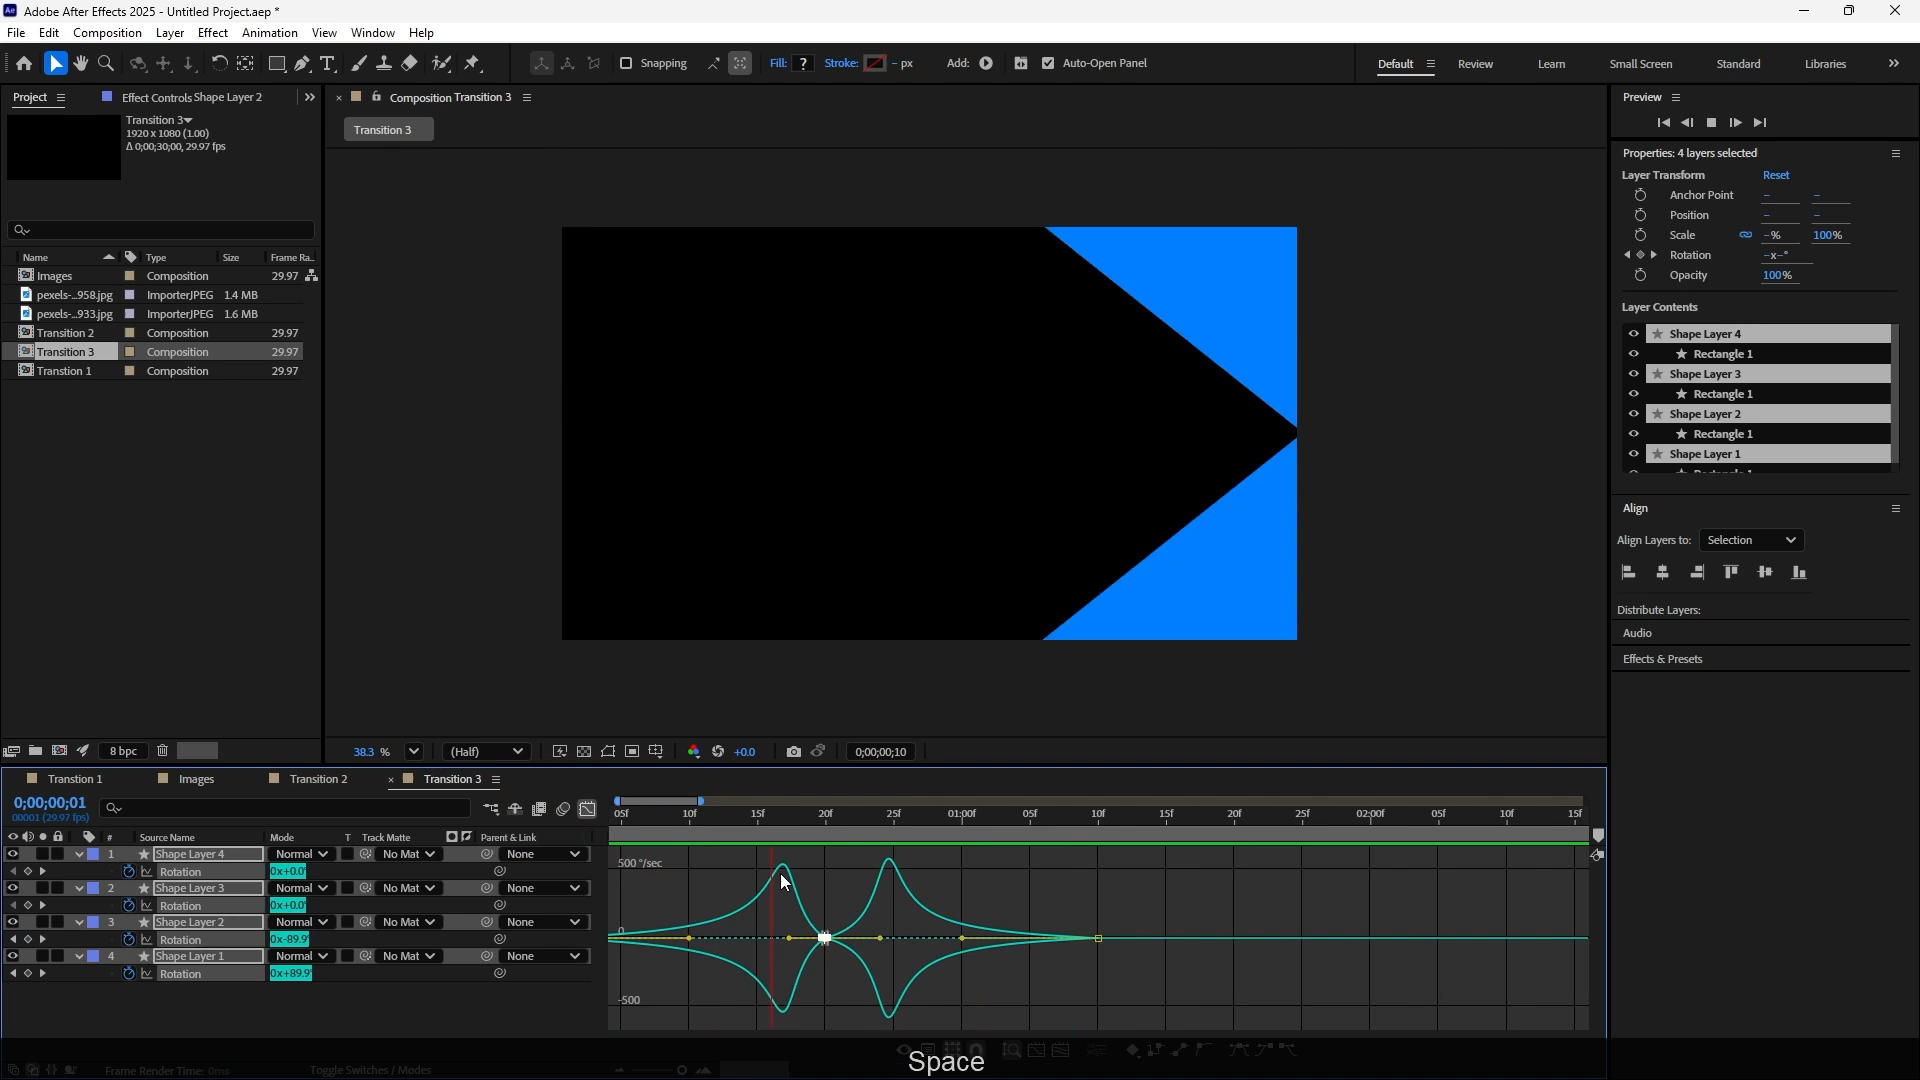 Adobe After Effects 2025 - Untitled Project.aep *
File Edit Composition Layer Effect Animation View Window Help
Snapping Fill: ? Stroke: - px Add: Auto-Open Panel Default Review Learn Small Screen Standard Libraries
Project Effect Controls Shape Layer 2
Composition Transition 3
Transition 3
Transition 3
1920 x 1080 (1.00)
Δ 0;00;30;00, 29.97 fps
Name Type Size Frame Ra..
Images Composition 29.97
pexels-...958.jpg ImporterJPEG 1.4 MB
pexels-...933.jpg ImporterJPEG 1.6 MB
Transition 2 Composition 29.97
Transition 3 Composition 29.97
Transtion 1 Composition 29.97
8 bpc
38.3 % (Half) +0.0 0;00;00;10
Preview
Properties: 4 layers selected
Layer Transform Reset
Anchor Point - -
Position - -
Scale -% 100%
Rotation -x-°
Opacity 100%
Layer Contents
Shape Layer 4
Rectangle 1
Shape Layer 3
Rectangle 1
Shape Layer 2
Rectangle 1
Shape Layer 1
Rectangle 1
Align
Align Layers to: Selection
Distribute Layers:
Audio
Effects & Presets
Transtion 1 Images Transition 2 Transition 3
0;00;00;01
00001 (29.97 fps)
# Source Name Mode T Track Matte Parent & Link
1 Shape Layer 4 Normal No Mat None
Rotation 0x+0.0°
2 Shape Layer 3 Normal No Mat None
Rotation 0x+0.0°
3 Shape Layer 2 Normal No Mat None
Rotation 0x-89.9°
4 Shape Layer 1 Normal No Mat None
Rotation 0x+89.9°
05f 10f 15f 20f 25f 01:00f 05f 10f 15f 20f 25f 02:00f 05f 10f 15f
500 °/sec
0
-500
Space
Frame Render Time: 0ms Toggle Switches / Modes